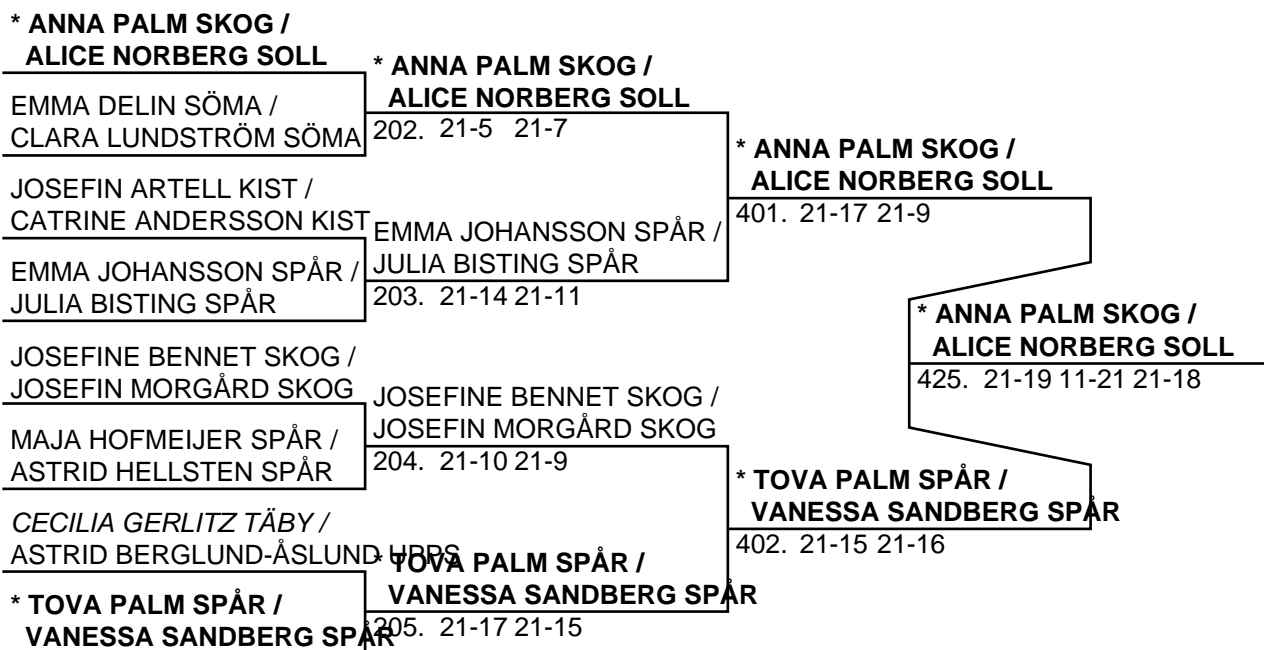 * ANNA PALM SKOG /
ALICE NORBERG SOLL
EMMA DELIN SÖMA /
CLARA LUNDSTRÖM SÖMA
JOSEFIN ARTELL KIST /
CATRINE ANDERSSON KIST
EMMA JOHANSSON SPÅR /
JULIA BISTING SPÅR
JOSEFINE BENNET SKOG /
JOSEFIN MORGÅRD SKOG
MAJA HOFMEIJER SPÅR /
ASTRID HELLSTEN SPÅR
CECILIA GERLITZ TÄBY /
ASTRID BERGLUND-ÅSLUND UPPS
* TOVA PALM SPÅR /
VANESSA SANDBERG SPÅR
* ANNA PALM SKOG /
ALICE NORBERG SOLL
202. 21-5 21-7
EMMA JOHANSSON SPÅR /
JULIA BISTING SPÅR
203. 21-14 21-11
JOSEFINE BENNET SKOG /
JOSEFIN MORGÅRD SKOG
204. 21-10 21-9
* TOVA PALM SPÅR /
VANESSA SANDBERG SPÅR
205. 21-17 21-15
* ANNA PALM SKOG /
ALICE NORBERG SOLL
401. 21-17 21-9
* TOVA PALM SPÅR /
VANESSA SANDBERG SPÅR
402. 21-15 21-16
* ANNA PALM SKOG /
ALICE NORBERG SOLL
425. 21-19 11-21 21-18